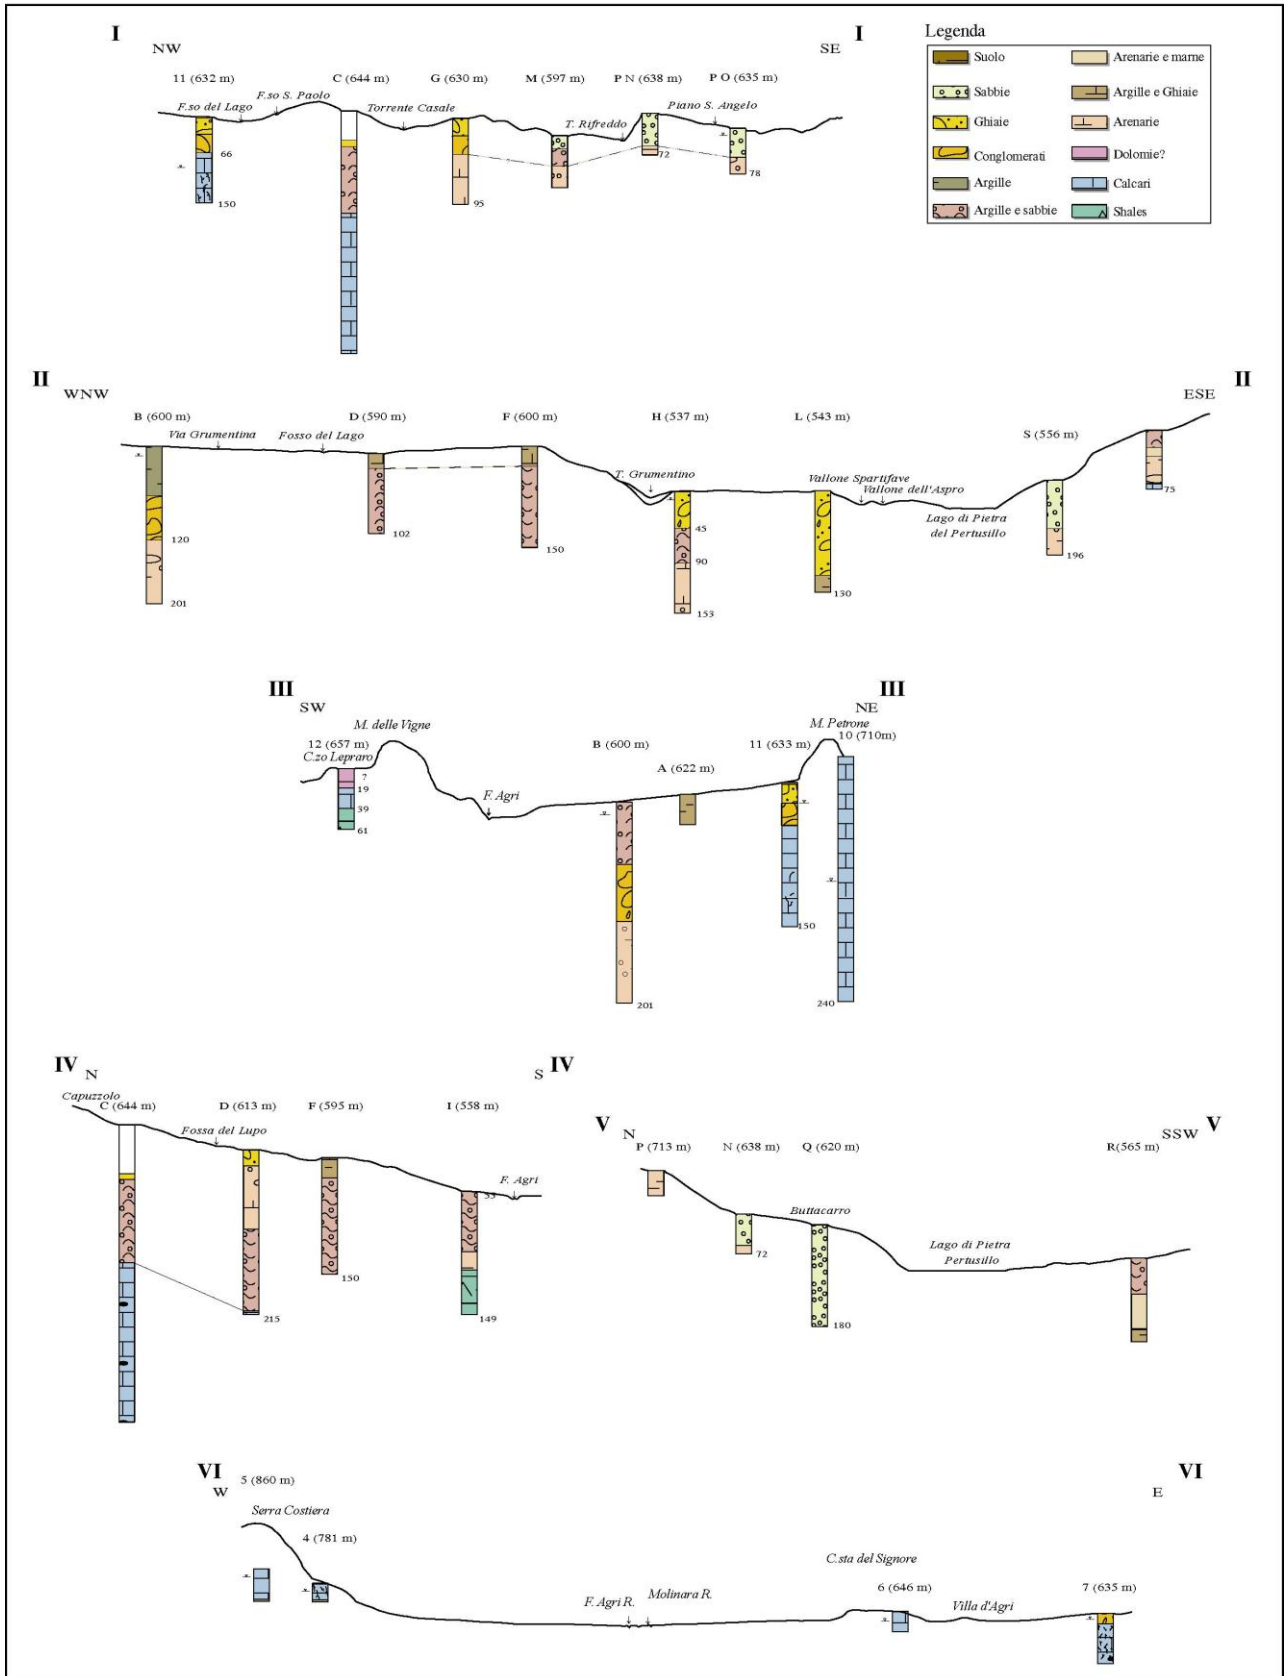 I
I
NW
SE
11 (632 m)
C (644 m)
G (630 m)
M (597 m)
P N (638 m)
P O (635 m)
F.so del Lago
F.so S. Paolo
Torrente Casale
T. Rifreddo
Piano S. Angelo
66
150
95
72
78
Legenda
Suolo
Arenarie e marne
Sabbie
Argille e Ghiaie
Ghiaie
Arenarie
Conglomerati
Dolomie?
Argille
Calcari
Argille e sabbie
Shales
II
II
WNW
ESE
B (600 m)
D (590 m)
F (600 m)
H (537 m)
L (543 m)
S (556 m)
Via Grumentina
Fosso del Lago
T. Grumentino
Vallone Spartifave
Vallone dell'Aspro
Lago di Pietra
del Pertusillo
120
201
102
150
45
90
153
130
196
75
III
III
SW
NE
M. delle Vigne
M. Petrone
12 (657 m)
C.zo Lepraro
B (600 m)
A (622 m)
11 (633 m)
10 (710m)
F. Agri
?
19
39
61
201
150
240
IV
IV
N
S
Capuzzolo
C (644 m)
D (613 m)
F (595 m)
I (558 m)
Fossa del Lupo
F. Agri
215
150
149
V
V
N
SSW
P (713 m)
N (638 m)
Q (620 m)
R(565 m)
Buttacarro
Lago di Pietra
Pertusillo
72
180
VI
VI
W
E
5 (860 m)
Serra Costiera
4 (781 m)
F. Agri R.
Molinara R.
C.sta del Signore
6 (646 m)
Villa d'Agri
7 (635 m)